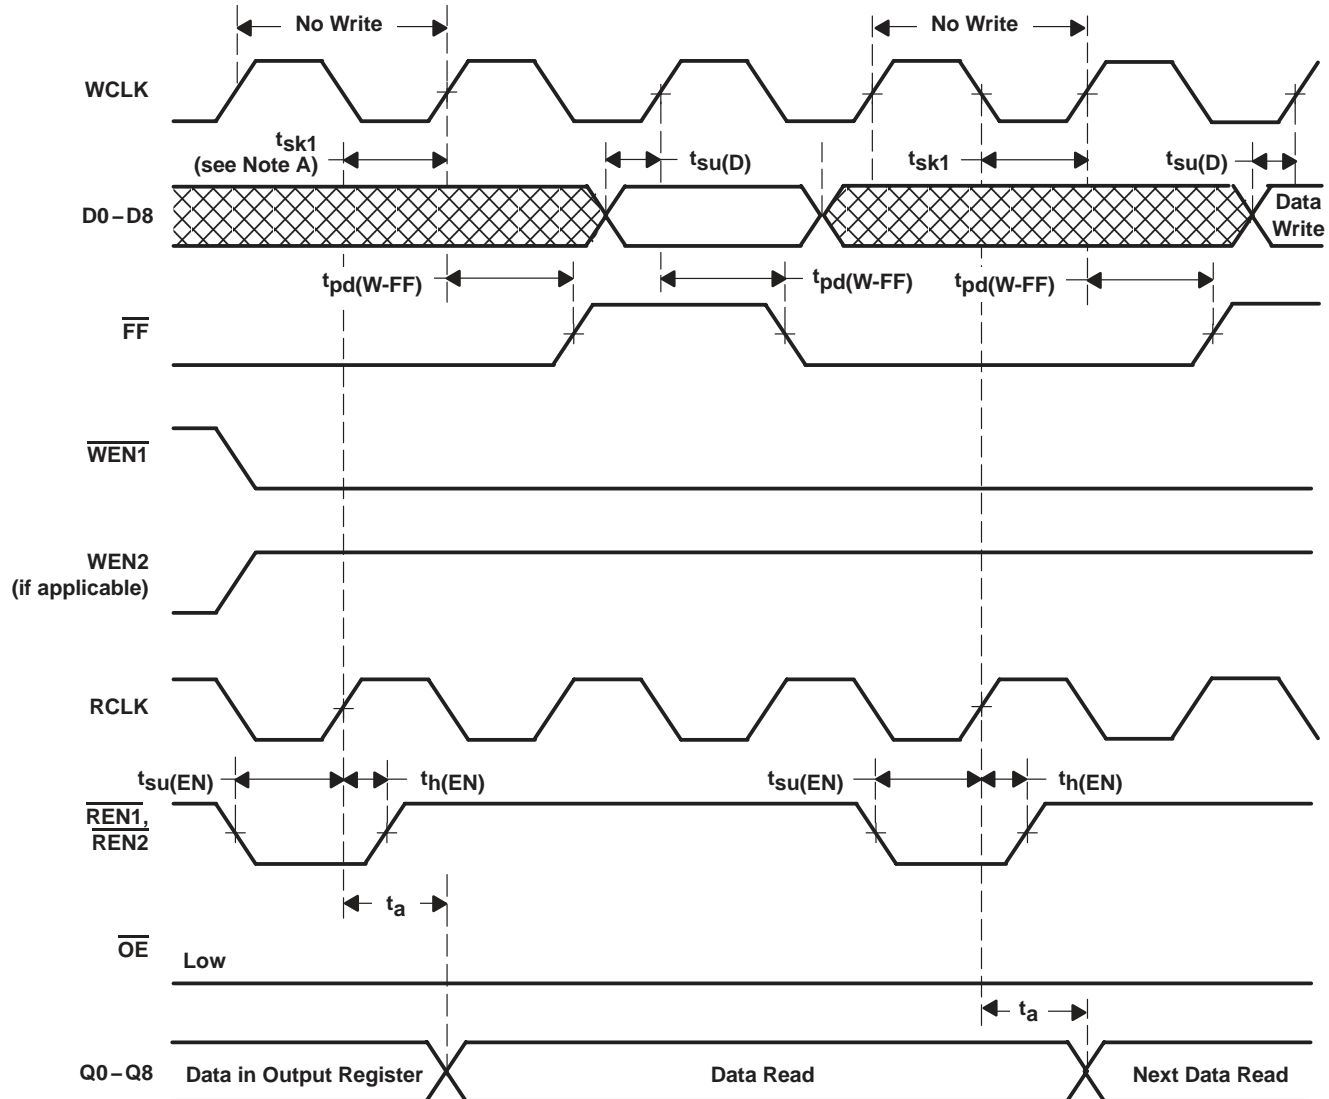 No Write
No Write
WCLK
tsk1
(see Note A)
tsu(D)
tsk1
tsu(D)
D0–D8
Data
Write
tpd(W-FF)
tpd(W-FF)
tpd(W-FF)
FF
WEN1
WEN2
(if applicable)
RCLK
tsu(EN)
th(EN)
tsu(EN)
th(EN)
REN1,
REN2
ta
OE
Low
ta
Q0–Q8
Data in Output Register
Data Read
Next Data Read